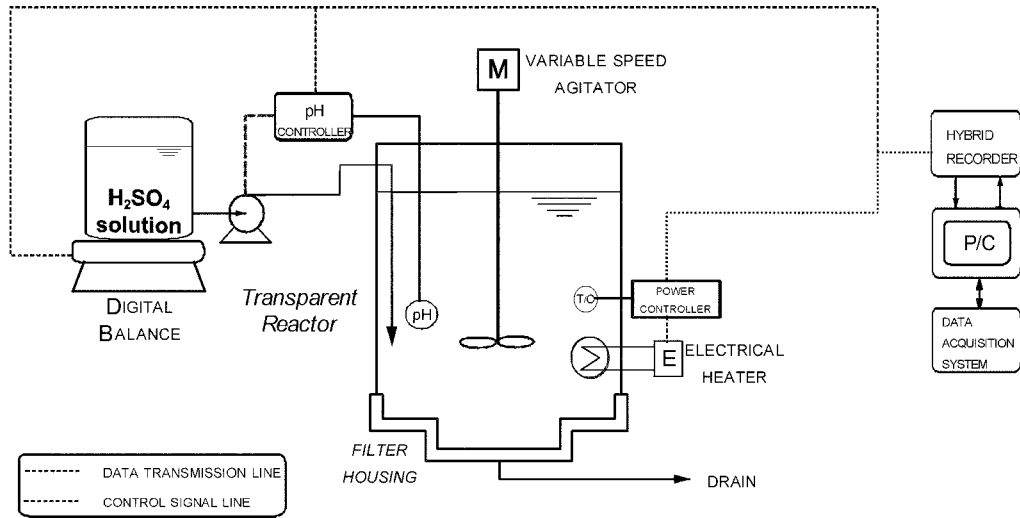 M
VARIABLE SPEED
AGITATOR
pH
CONTROLLER
HYBRID
RECORDER
H₂SO₄
solution
P/C
DIGITAL
BALANCE
Transparent
Reactor
pH
T/C
POWER
CONTROLLER
E
ELECTRICAL
HEATER
DATA
ACQUISITION
SYSTEM
FILTER
HOUSING
DRAIN
DATA TRANSMISSION LINE
CONTROL SIGNAL LINE